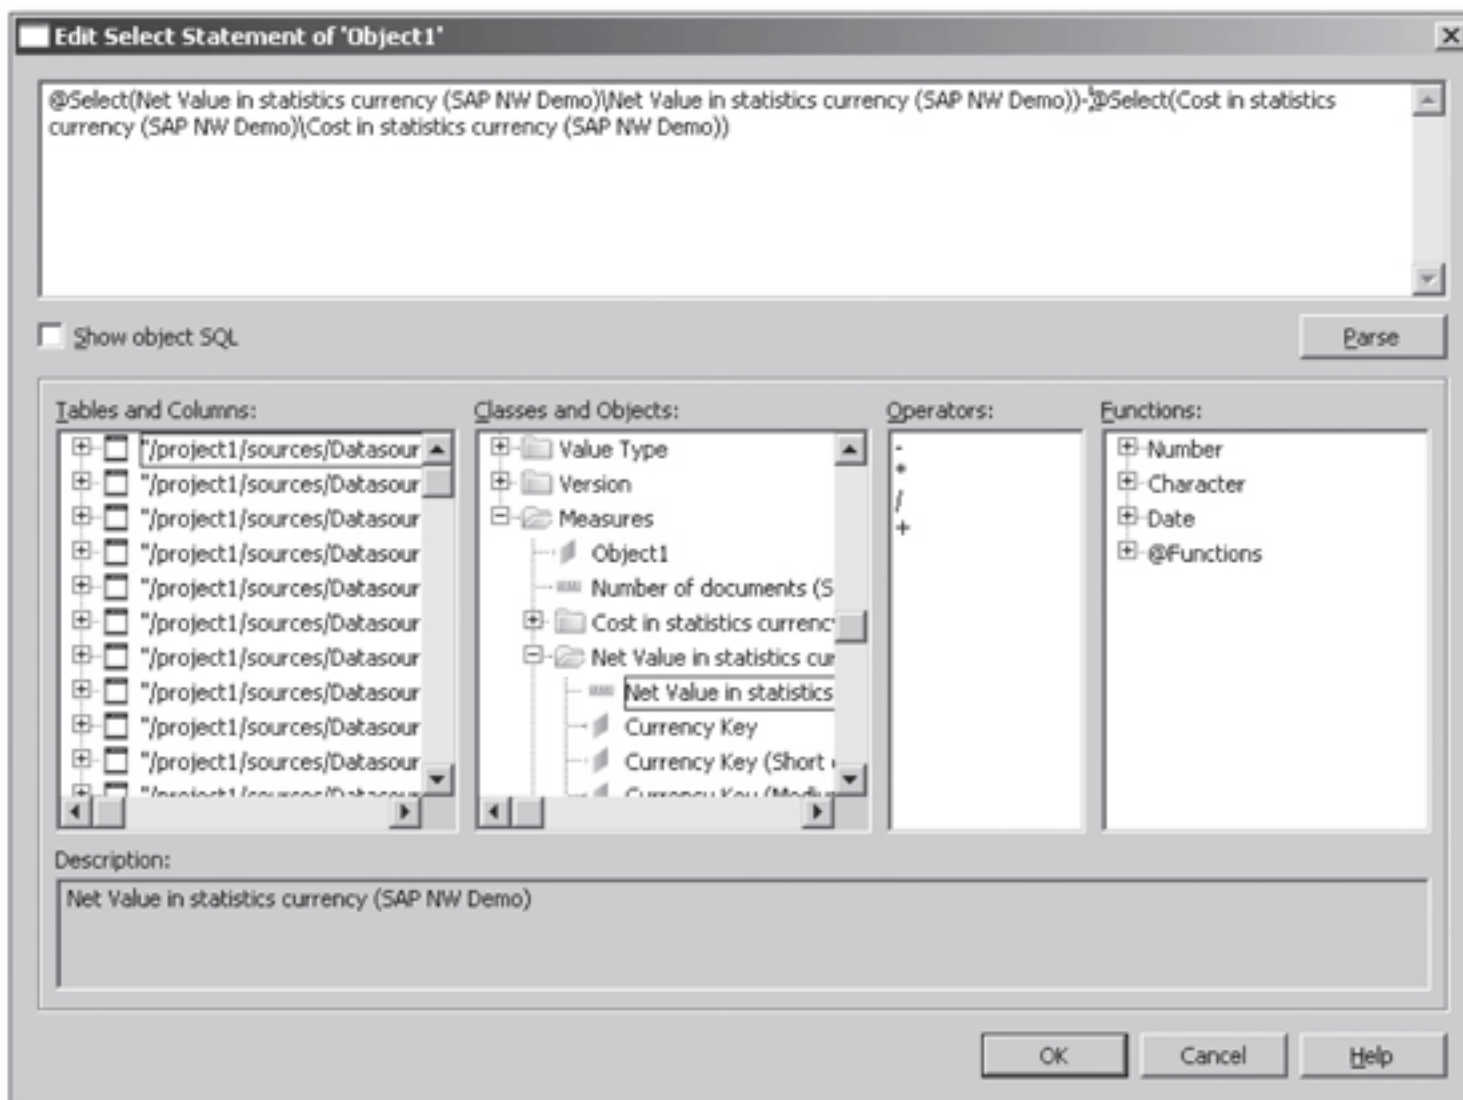 Edit Select Statement of 'Object1'
@Select(Net Value in statistics currency (SAP NW Demo)\Net Value in statistics currency (SAP NW Demo))-@Select(Cost in statistics
currency (SAP NW Demo)\Cost in statistics currency (SAP NW Demo))
Show object SQL
Parse
Tables and Columns:
"/project1/sources/Datasour
"/project1/sources/Datasour
"/project1/sources/Datasour
"/project1/sources/Datasour
"/project1/sources/Datasour
"/project1/sources/Datasour
"/project1/sources/Datasour
"/project1/sources/Datasour
"/project1/sources/Datasour
"/project1/sources/Datasour
"/project1/sources/Datasour
Classes and Objects:
Value Type
Version
Measures
Object1
Number of documents (S
Cost in statistics currenc
Net Value in statistics cur
Net Value in statistics
Currency Key
Currency Key (Short
Currency Key (Mediu
Operators:
-
*
/
+
Functions:
Number
Character
Date
@Functions
Description:
Net Value in statistics currency (SAP NW Demo)
OK
Cancel
Help